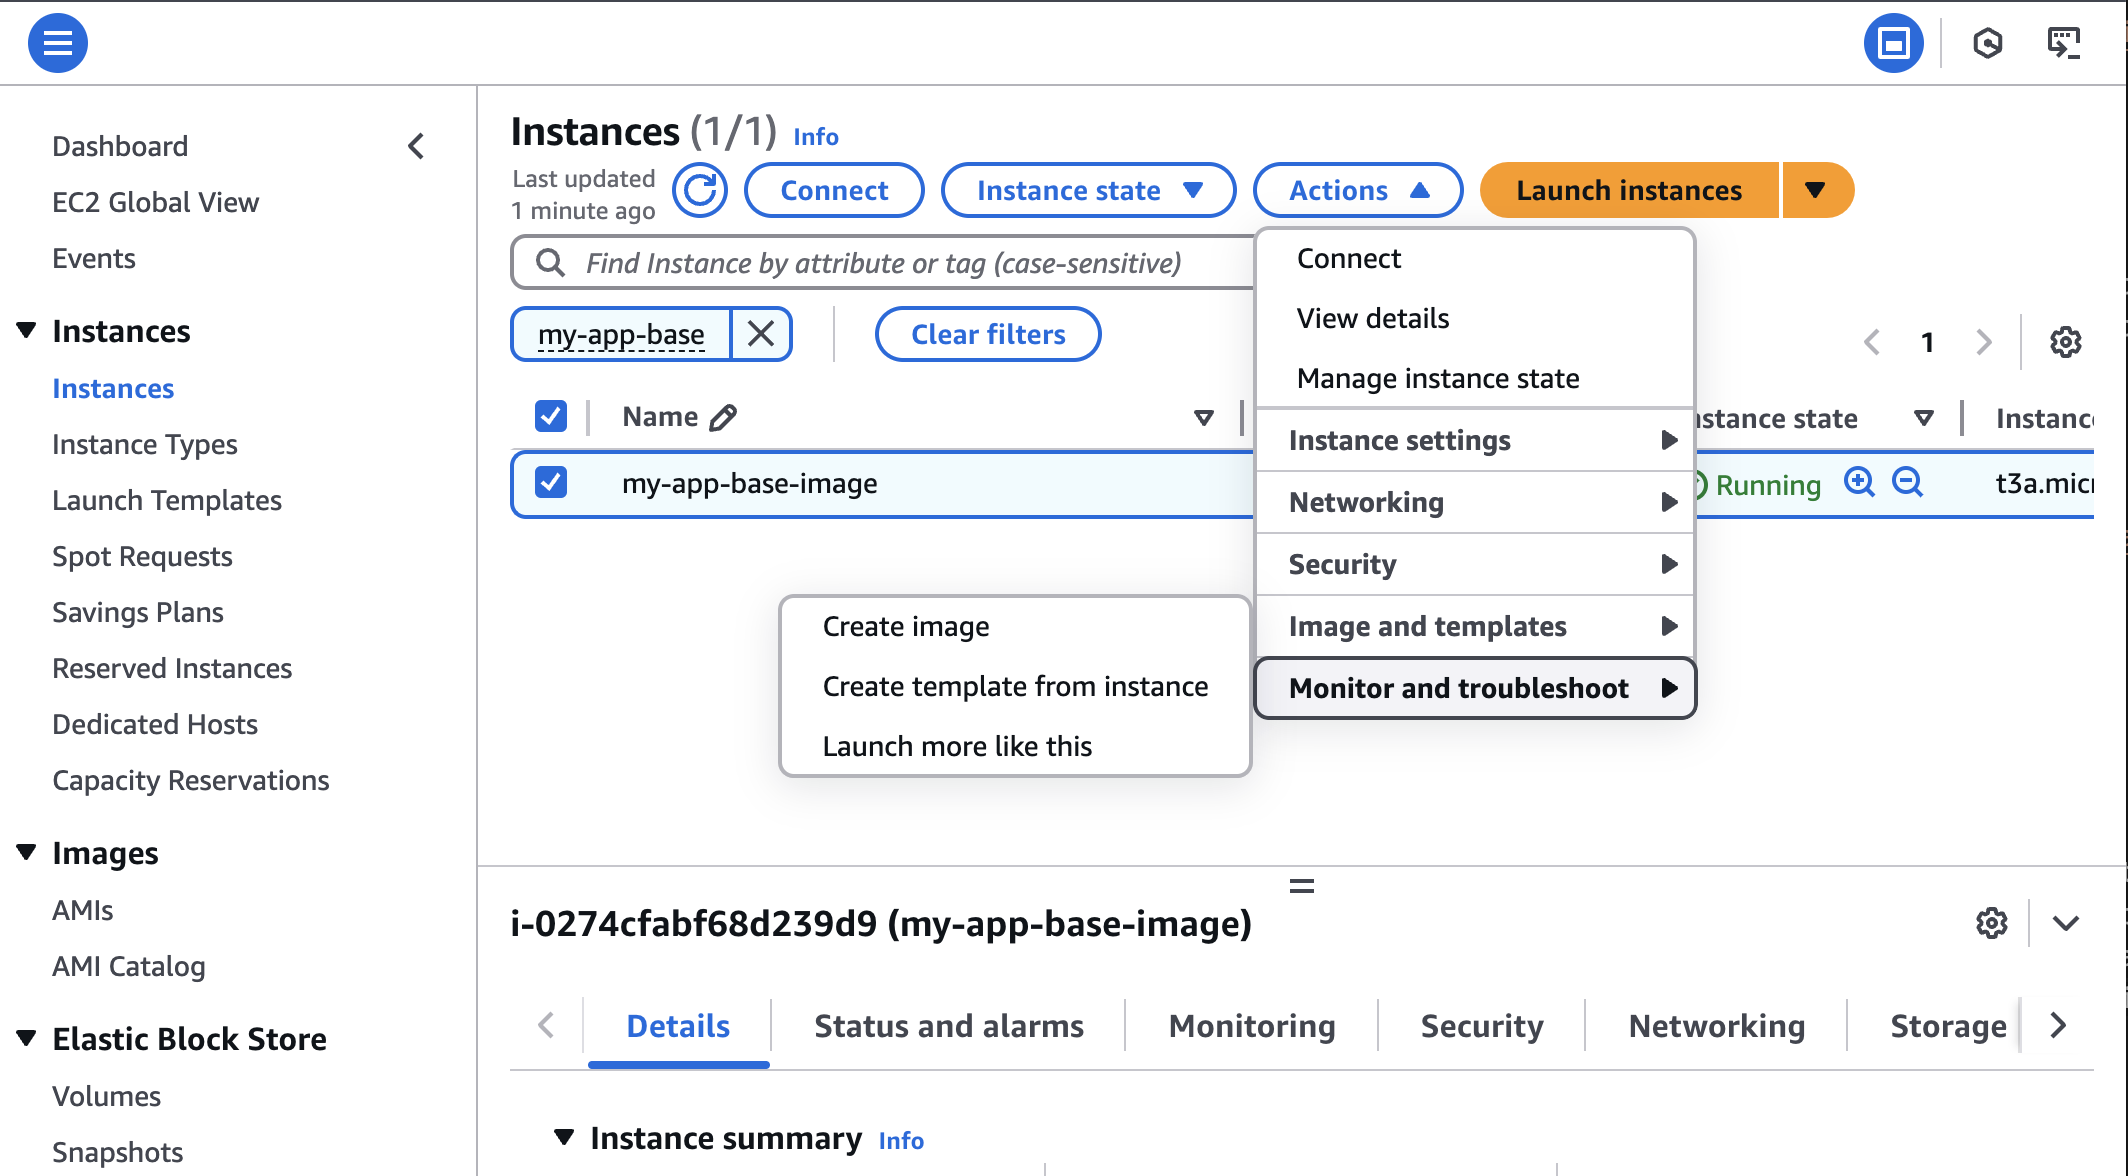 Dashboard
EC2 Global View
Events
Instances
Instances
Instance Types
Launch Templates
Spot Requests
Savings Plans
Reserved Instances
Dedicated Hosts
Capacity Reservations
Images
AMIs
AMI Catalog
Elastic Block Store
Volumes
Snapshots
Instances (1/1) Info
Last updated
1 minute ago
Connect
Instance state
Actions
Launch instances
Find Instance by attribute or tag (case-sensitive)
my-app-base
Clear filters
1
Name
nstance state
Instanc
my-app-base-image
Running
t3a.micr
Connect
View details
Manage instance state
Instance settings
Networking
Security
Image and templates
Monitor and troubleshoot
Create image
Create template from instance
Launch more like this
i-0274cfabf68d239d9 (my-app-base-image)
Details
Status and alarms
Monitoring
Security
Networking
Storage
Instance summary Info